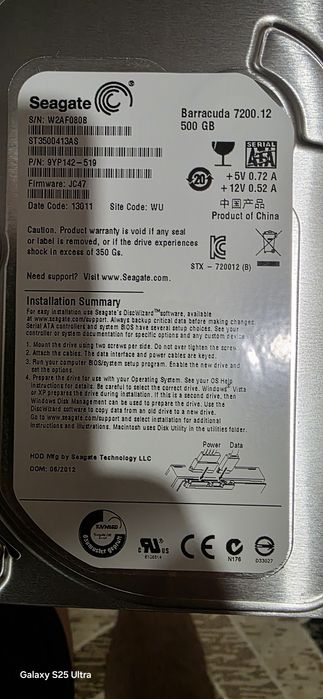 Seagate
Barracuda 7200.12
500 GB
S/N: W2AF0808
ST3500413AS
P/N: 9YP142-519
Firmware: JC47
Date Code: 13011 Site Code: WU
SERIAL ATA
20
+5V 0.72 A
+12V 0.52 A
中国产品
Product of China
Caution. Product warranty is void if any seal
or label is removed, or if the drive experiences
shock in excess of 350 Gs.
STX - 720012 (B)
Need support? Visit www.Seagate.com.
Installation Summary
For easy installation use Seagate's DiscWizard™ software, available
at www.seagate.com/support. Always backup critical data before making changes.
Serial ATA controllers and system BIOS have several setup choices. See your
controller or system documentation for specific options and any custom device
1. Mount the drive using two screws per side. Do not over tighten the screws.
2. Attach the cables. The data interface and power cables are keyed.
3. Run your computer BIOS/system setup program. Enable the new drive and
set the options.
4. Prepare the drive for use with your Operating System. See your OS Help
instructions for details. Be careful to select the correct drive. Windows Vista
or XP prepares the drive during installation. If this is a second drive, then
Windows Disk Management can be used to prepare the drive. Use the
DiscWizard software to copy data from an old drive to a new drive.
Go to www.seagate.com/support and select installation for additional
instructions and illustrations. Macintosh uses Disk Utility in the utilities folder.
Power Data
HDD Mfg by Seagate Technology LLC
DOM: 06/2012
bauart geprüft
c UL US
CE
N176
D33027
Galaxy S25 Ultra